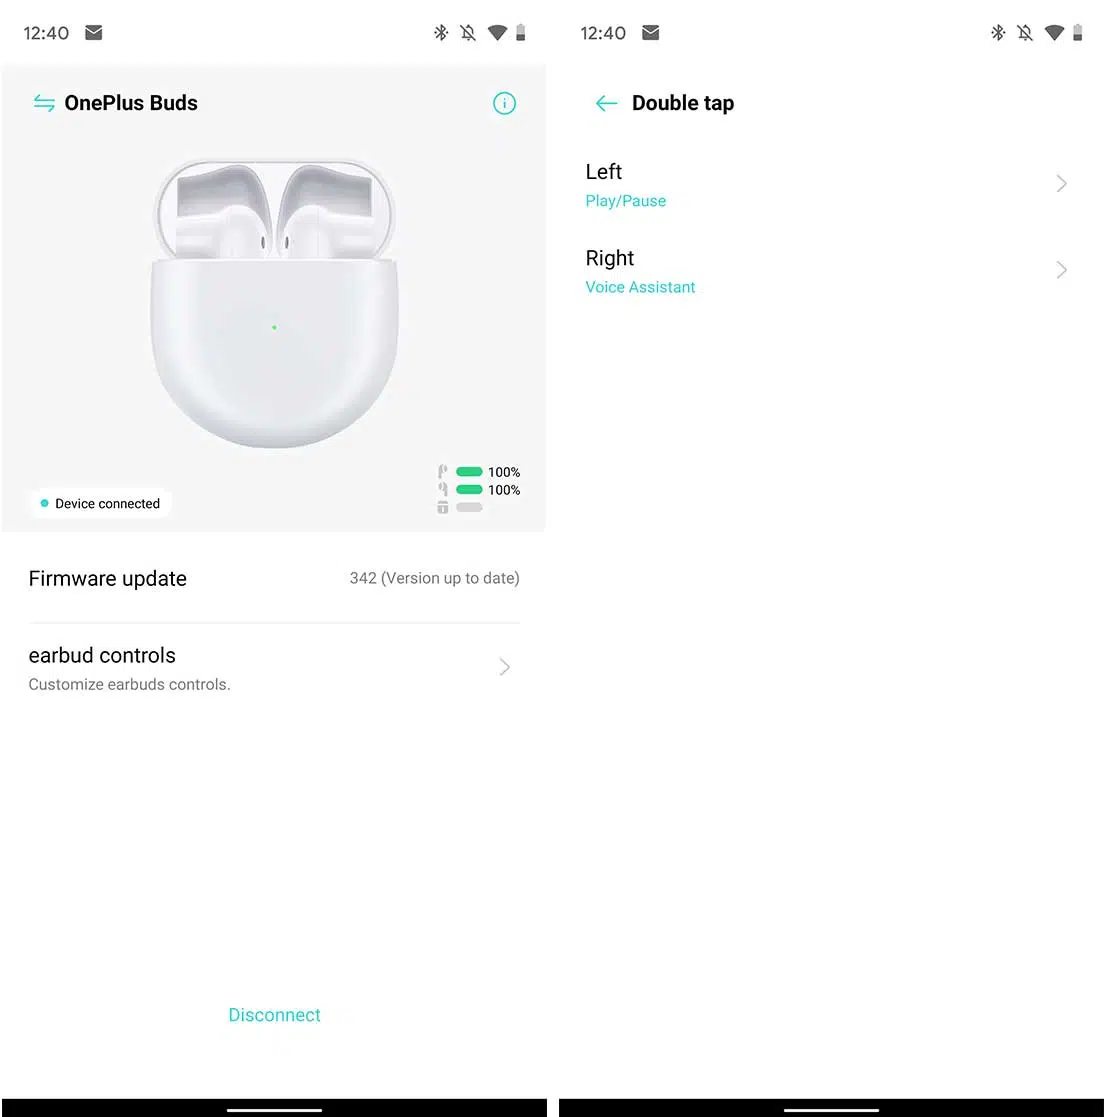 12:40
OnePlus Buds
100%
100%
Device connected
Firmware update 342 (Version up to date)
earbud controls
Customize earbuds controls.
Disconnect
12:40
Double tap
Left
Play/Pause
Right
Voice Assistant